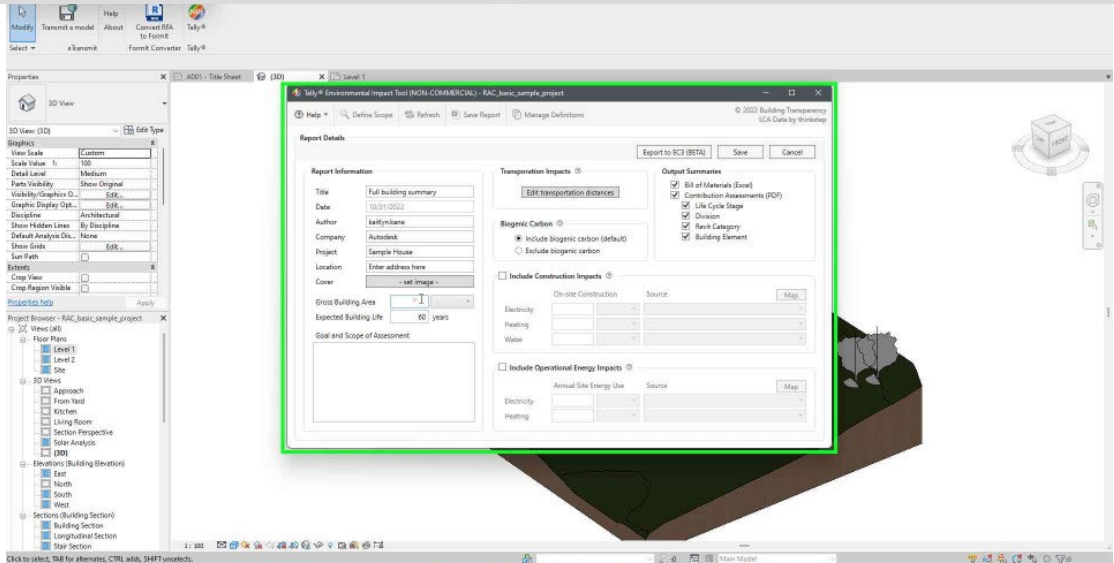 Modify
Transmit a model
Help
About
Convert RFA
to FormIt
Tally®
Select
eTransmit
FormIt Converter
Tally®
Properties
A001 - Title Sheet
(3D)
Level 1
3D View
3D View: (3D)
Edit Type
Graphics
View Scale Custom
Scale Value 1: 100
Detail Level Medium
Parts Visibility Show Original
Visibility/Graphics O... Edit...
Graphic Display Opt... Edit...
Discipline Architectural
Show Hidden Lines By Discipline
Default Analysis Dis... None
Show Grids Edit...
Sun Path
Extents
Crop View
Crop Region Visible
Properties help
Apply
Project Browser - RAC_basic_sample_project
Views (all)
Floor Plans
Level 1
Level 2
Site
3D Views
Approach
From Yard
Kitchen
Living Room
Section Perspective
Solar Analysis
(3D)
Elevations (Building Elevation)
East
North
South
West
Sections (Building Section)
Building Section
Longitudinal Section
Stair Section
Tally® Environmental Impact Tool (NON-COMMERCIAL) - RAC_basic_sample_project
Help
Define Scope
Refresh
Save Report
Manage Definitions
© 2022 Building Transparency
LCA Data by thinkstep
Report Details
Export to EC3 (BETA)
Save
Cancel
Report Information
Title Full building summary
Date 10/31/2022
Author kaitlyn.kane
Company Autodesk
Project Sample House
Location Enter address here
Cover - set image -
Gross Building Area
Expected Building Life 60 years
Goal and Scope of Assessment
Transporation Impacts
Edit transportation distances
Biogenic Carbon
Include biogenic carbon (default)
Exclude biogenic carbon
Output Summaries
Bill of Materials (Excel)
Contribution Assessments (PDF)
Life Cycle Stage
Division
Revit Category
Building Element
Include Construction Impacts
On-site Construction Source Map
Electricity
Heating
Water
Include Operational Energy Impacts
Annual Site Energy Use Source Map
Electricity
Heating
FRONT
1 : 100
Click to select, TAB for alternates, CTRL adds, SHIFT unselects.
:0
Main Model
:0